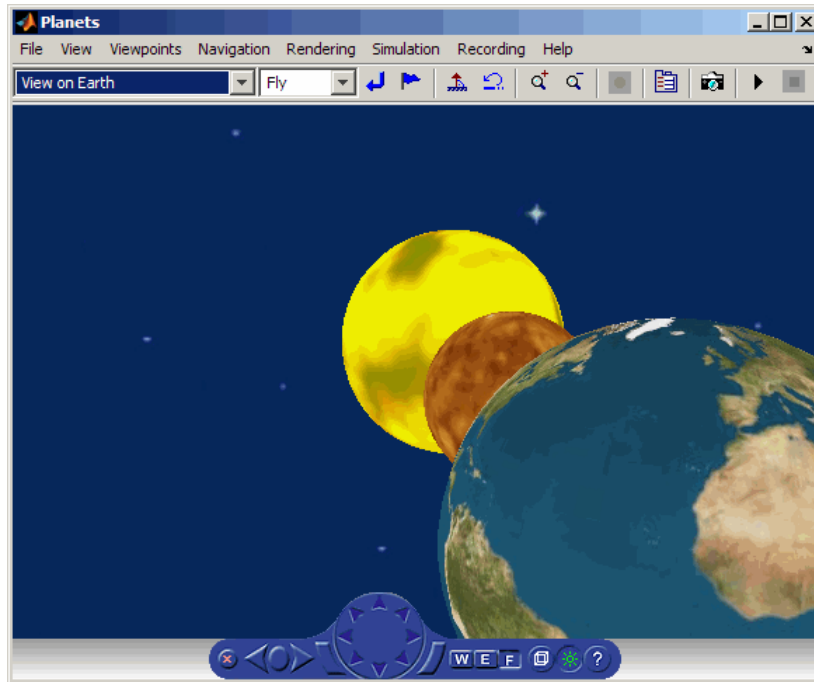 Planets
File View Viewpoints Navigation Rendering Simulation Recording Help
View on Earth Fly
W E F ?